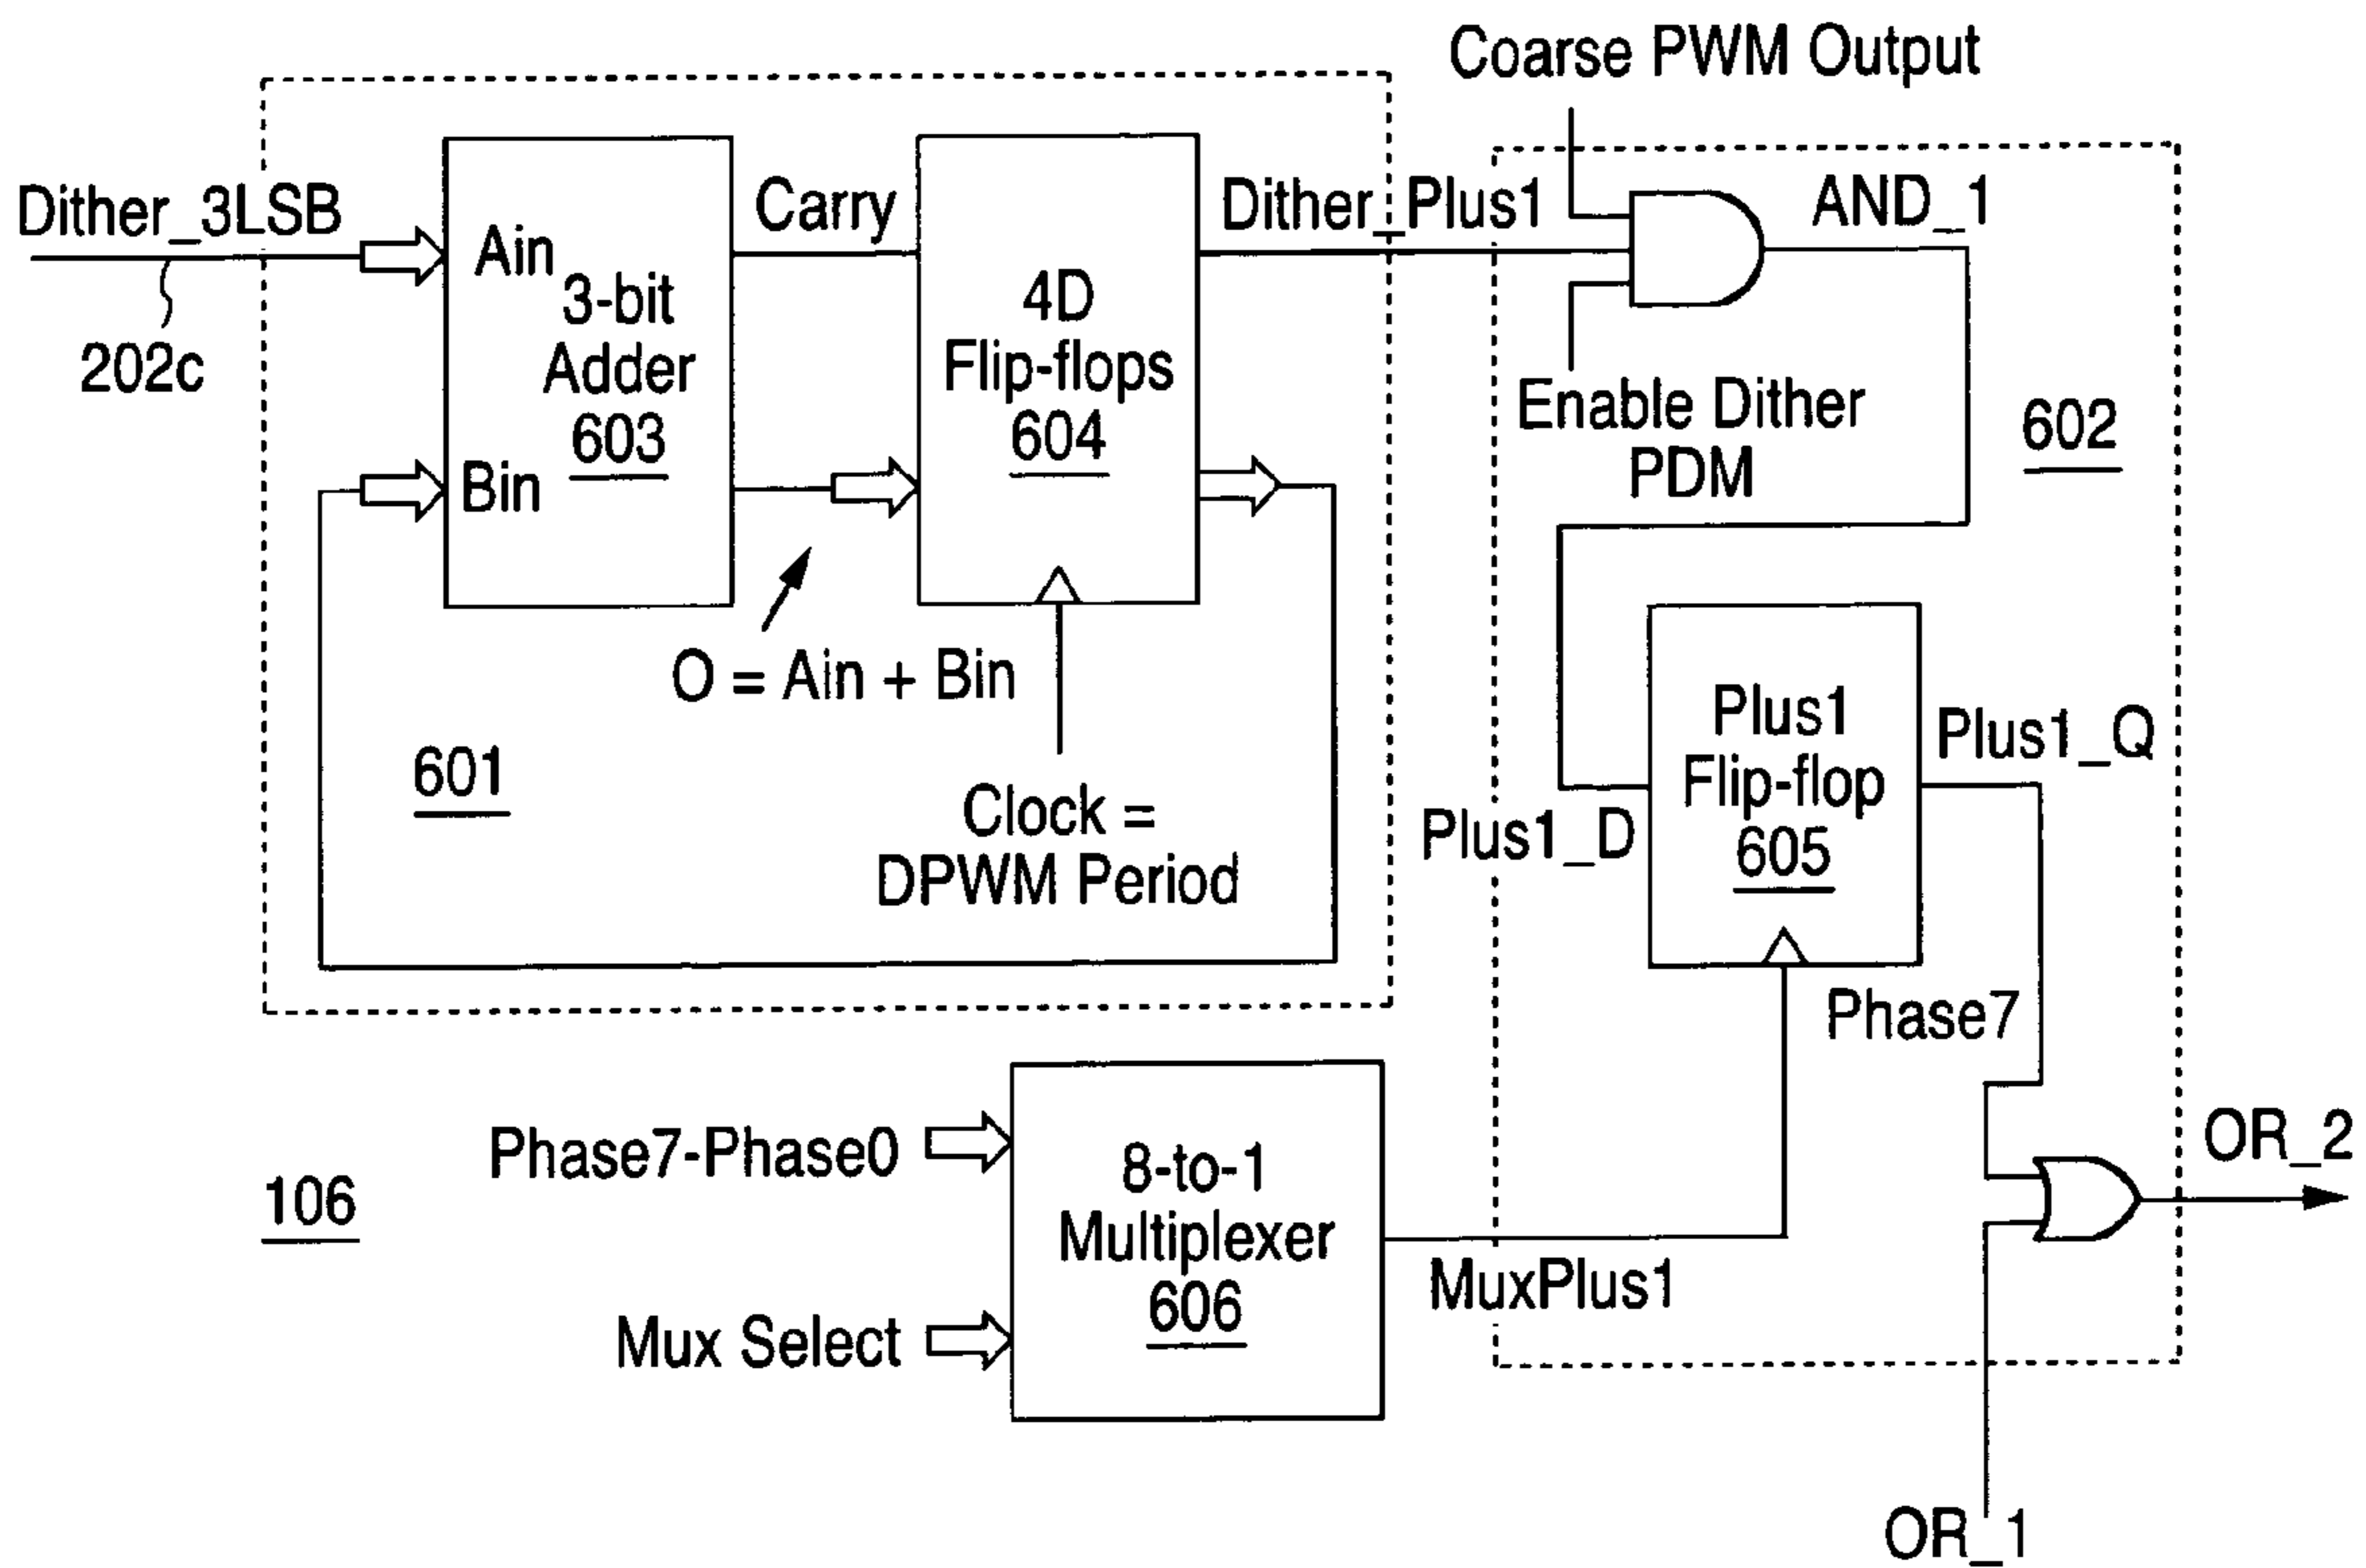 Coarse PWM Output
Dither_3LSB
202c
Ain
3-bit
Adder
603
Bin
Carry
4D
Flip-flops
604
Dither_Plus1
AND_1
Enable Dither
PDM
602
O = Ain + Bin
601
Clock =
DPWM Period
Plus1_D
Plus1
Flip-flop
605
Plus1_Q
Phase7
Phase7-Phase0
106
8-to-1
Multiplexer
606
Mux Select
MuxPlus1
OR_2
OR_1